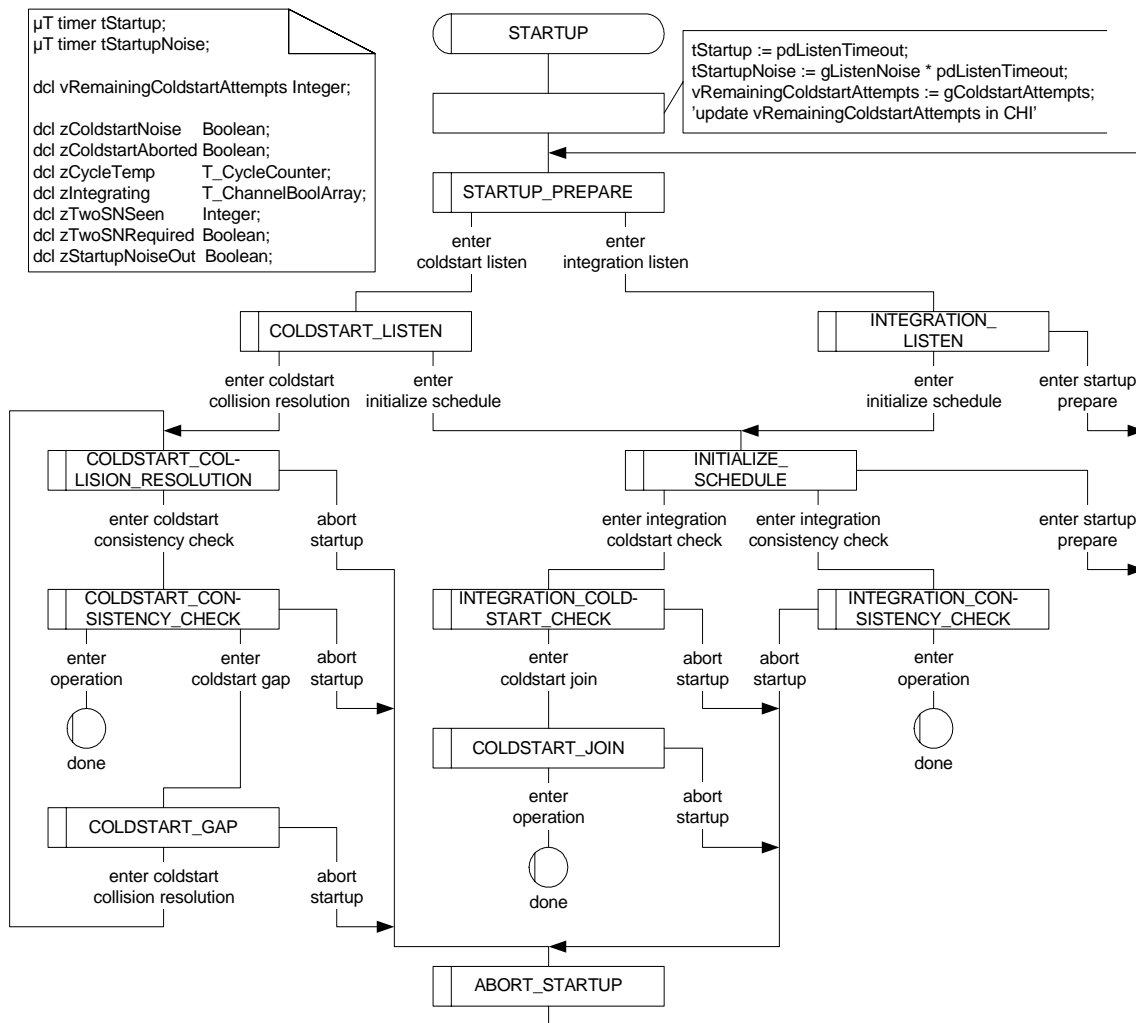 µT timer tStartup;
µT timer tStartupNoise;
dcl vRemainingColdstartAttempts Integer;
dcl zColdstartNoise Boolean;
dcl zColdstartAborted Boolean;
dcl zCycleTemp T_CycleCounter;
dcl zIntegrating T_ChannelBoolArray;
dcl zTwoSNSeen Integer;
dcl zTwoSNRequired Boolean;
dcl zStartupNoiseOut Boolean;
STARTUP
tStartup := pdListenTimeout;
tStartupNoise := gListenNoise * pdListenTimeout;
vRemainingColdstartAttempts := gColdstartAttempts;
'update vRemainingColdstartAttempts in CHI'
STARTUP_PREPARE
enter
coldstart listen
enter
integration listen
COLDSTART_LISTEN
INTEGRATION_
LISTEN
enter coldstart
collision resolution
enter
initialize schedule
enter
initialize schedule
enter startup
prepare
COLDSTART_COL-
LISION_RESOLUTION
INITIALIZE_
SCHEDULE
enter coldstart
consistency check
abort
startup
enter integration
coldstart check
enter integration
consistency check
enter startup
prepare
COLDSTART_CON-
SISTENCY_CHECK
INTEGRATION_COLD-
START_CHECK
INTEGRATION_CON-
SISTENCY_CHECK
enter
operation
enter
coldstart gap
abort
startup
enter
coldstart join
abort
startup
abort
startup
enter
operation
done
COLDSTART_JOIN
done
enter
operation
abort
startup
COLDSTART_GAP
enter coldstart
collision resolution
abort
startup
done
ABORT_STARTUP